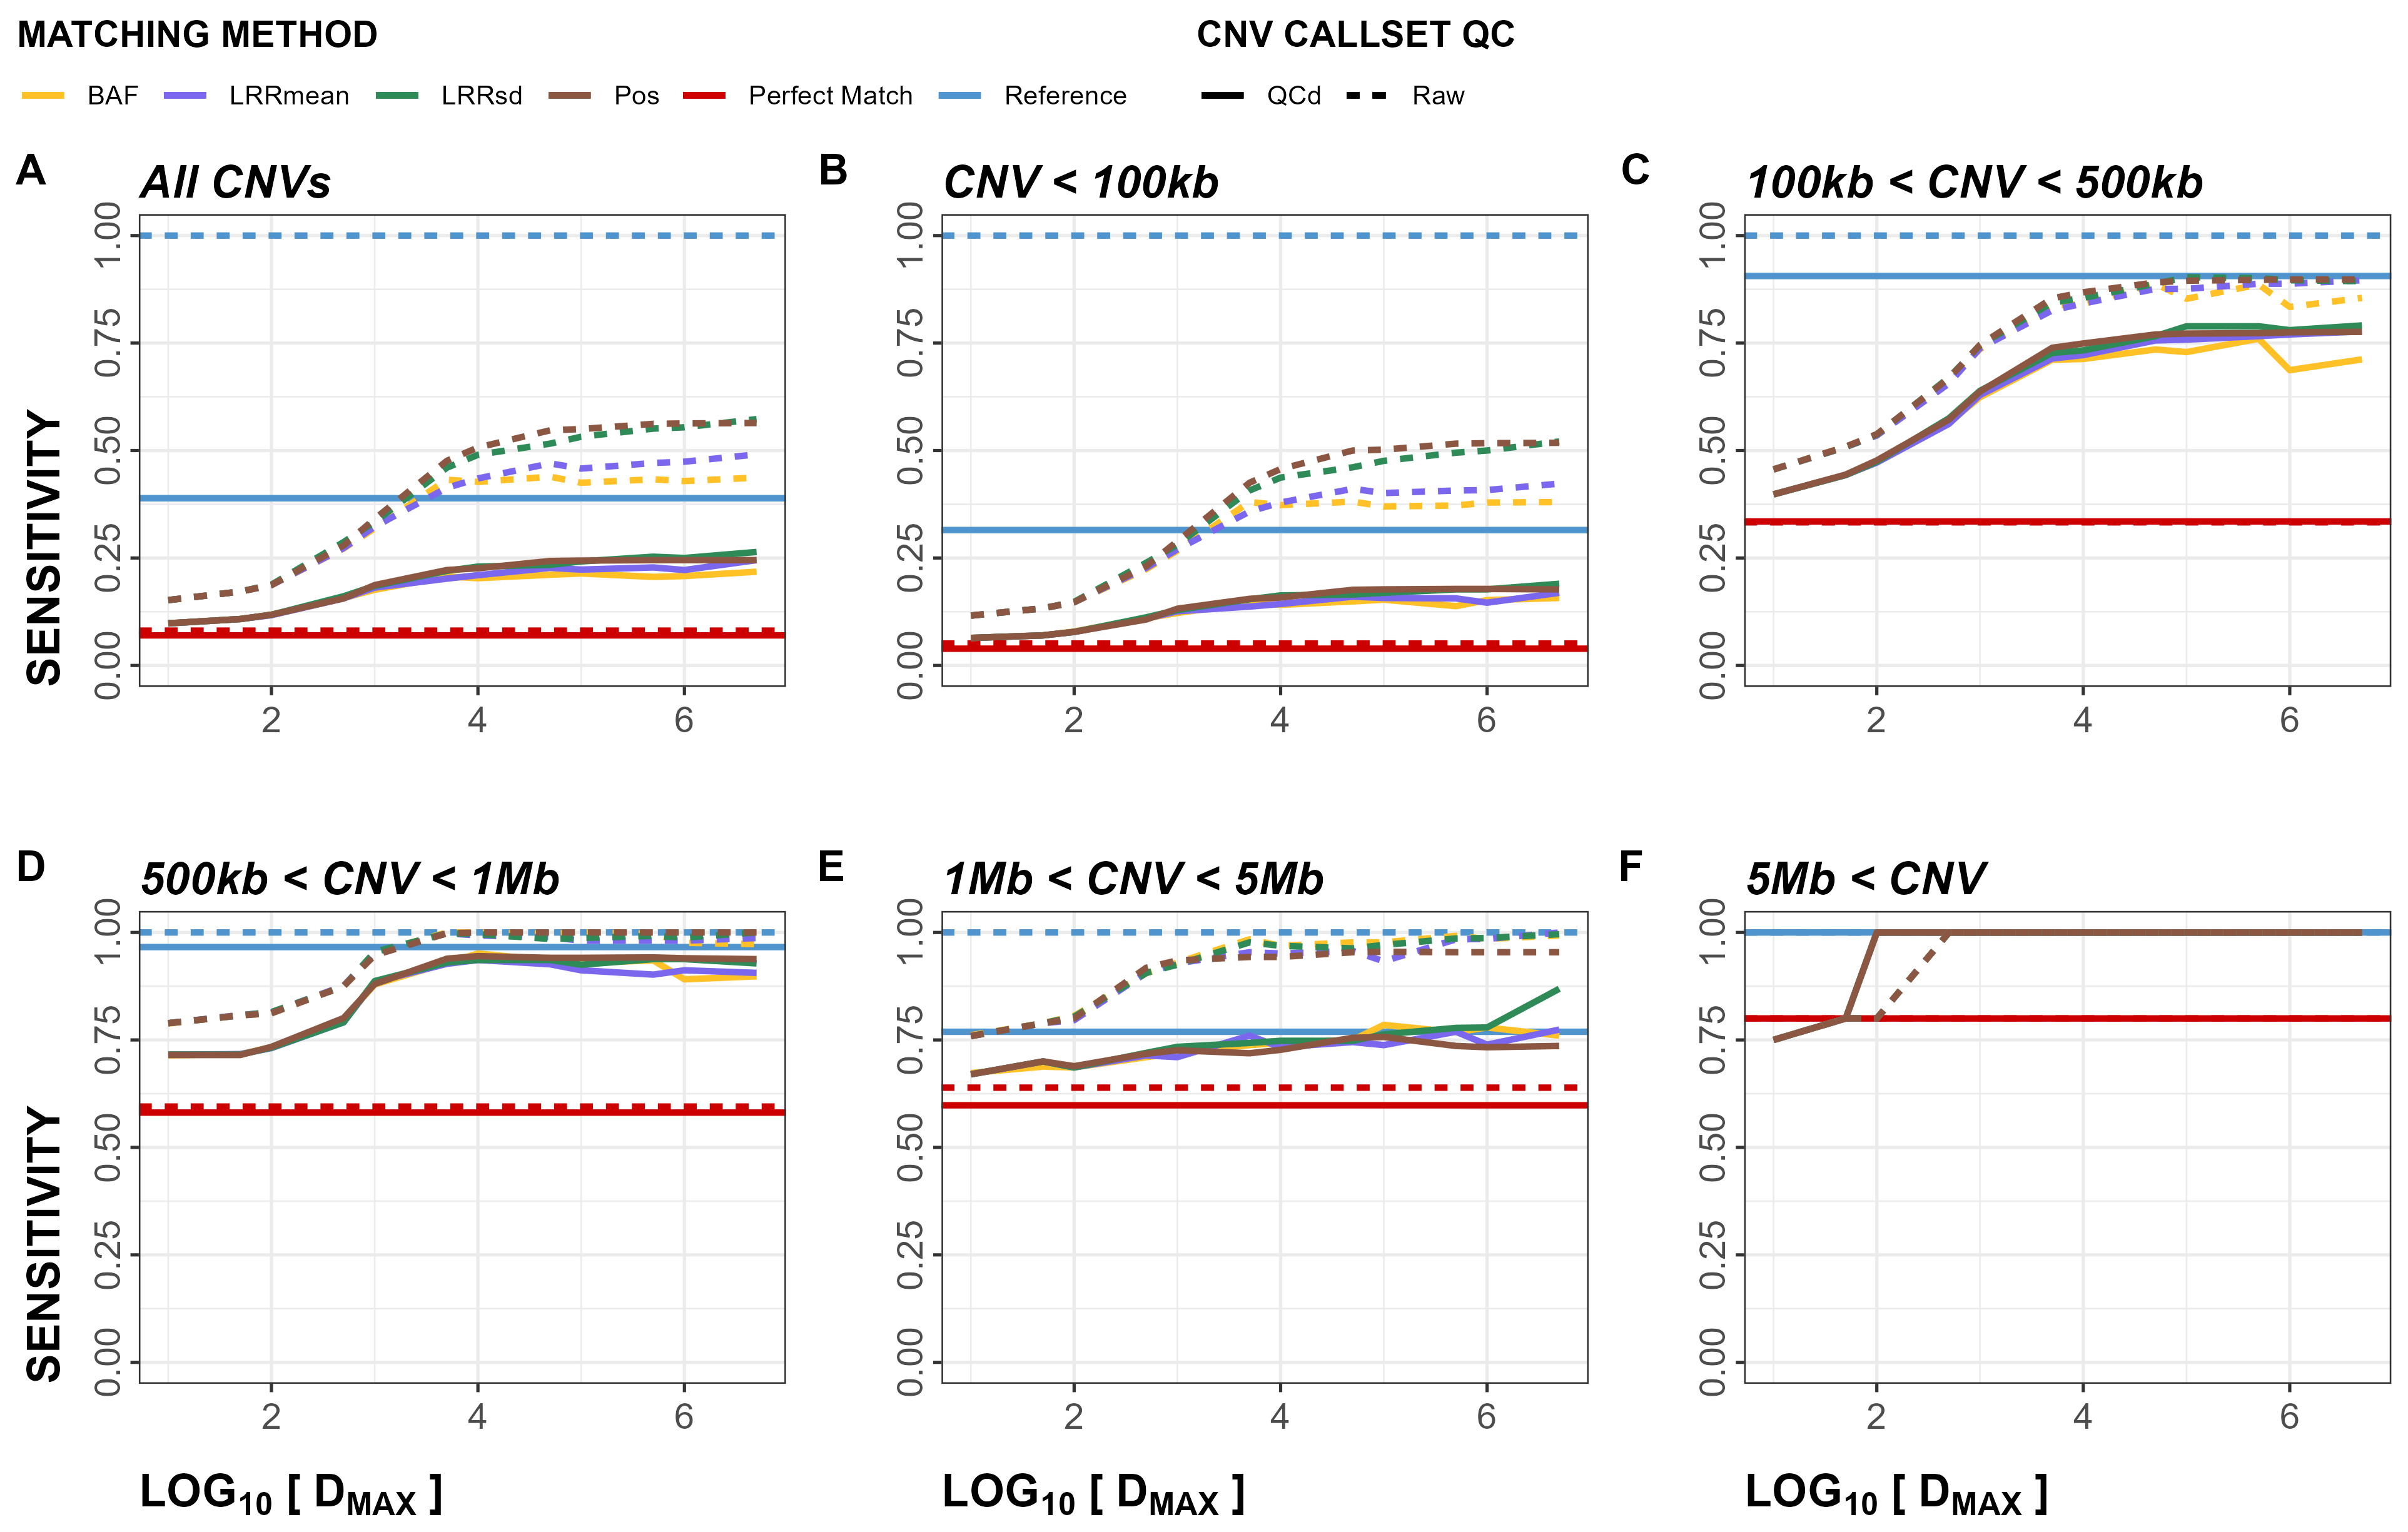 MATCHING METHOD CNV CALLSET QC
BAF LRRmean LRRsd Pos Perfect Match Reference QCd Raw
A All CNVs B CNV < 100kb C 100kb < CNV < 500kb
SENSITIVITY
1.00 1.00 1.00
0.75 0.75 0.75
0.50 0.50 0.50
0.25 0.25 0.25
0.00 0.00 0.00
2 4 6 2 4 6 2 4 6
D 500kb < CNV < 1Mb E 1Mb < CNV < 5Mb F 5Mb < CNV
SENSITIVITY
1.00 1.00 1.00
0.75 0.75 0.75
0.50 0.50 0.50
0.25 0.25 0.25
0.00 0.00 0.00
2 4 6 2 4 6 2 4 6
LOG10 [ DMAX ] LOG10 [ DMAX ] LOG10 [ DMAX ]